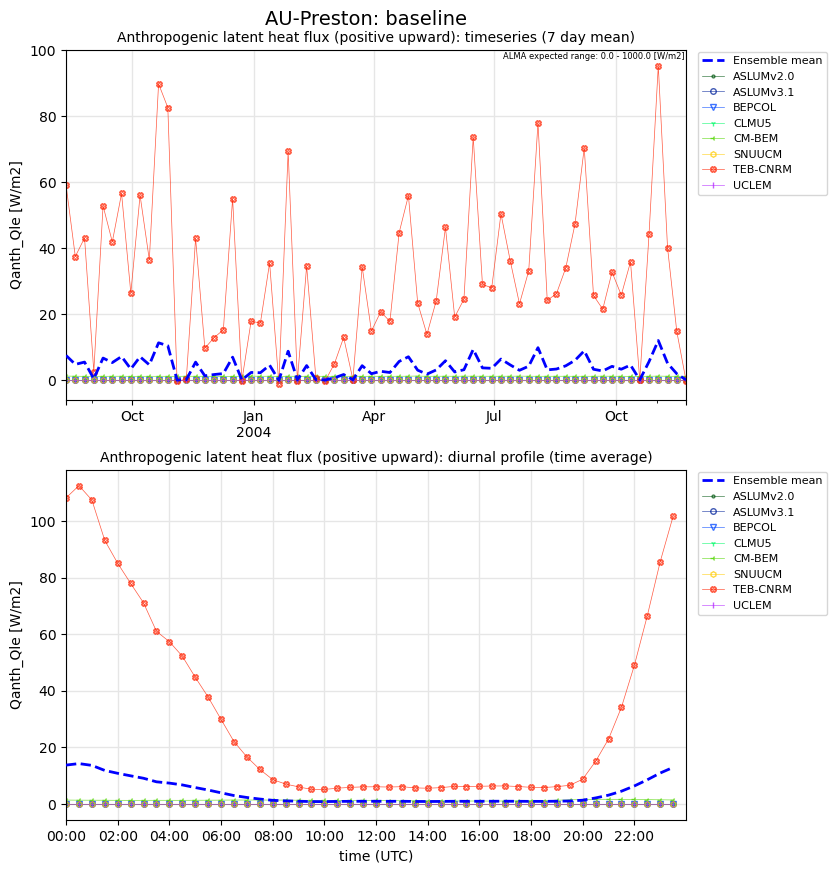 AU-Preston: baseline
Anthropogenic latent heat flux (positive upward): timeseries (7 day mean)
ALMA expected range: 0.0 - 1000.0 [W/m2]
100
80
60
40
20
0
Qanth_Qle [W/m2]
Oct
Jan
2004
Apr
Jul
Oct
Ensemble mean
ASLUMv2.0
ASLUMv3.1
BEPCOL
CLMU5
CM-BEM
SNUUCM
TEB-CNRM
UCLEM
Anthropogenic latent heat flux (positive upward): diurnal profile (time average)
100
80
60
40
20
0
Qanth_Qle [W/m2]
00:00
02:00
04:00
06:00
08:00
10:00
12:00
14:00
16:00
18:00
20:00
22:00
time (UTC)
Ensemble mean
ASLUMv2.0
ASLUMv3.1
BEPCOL
CLMU5
CM-BEM
SNUUCM
TEB-CNRM
UCLEM